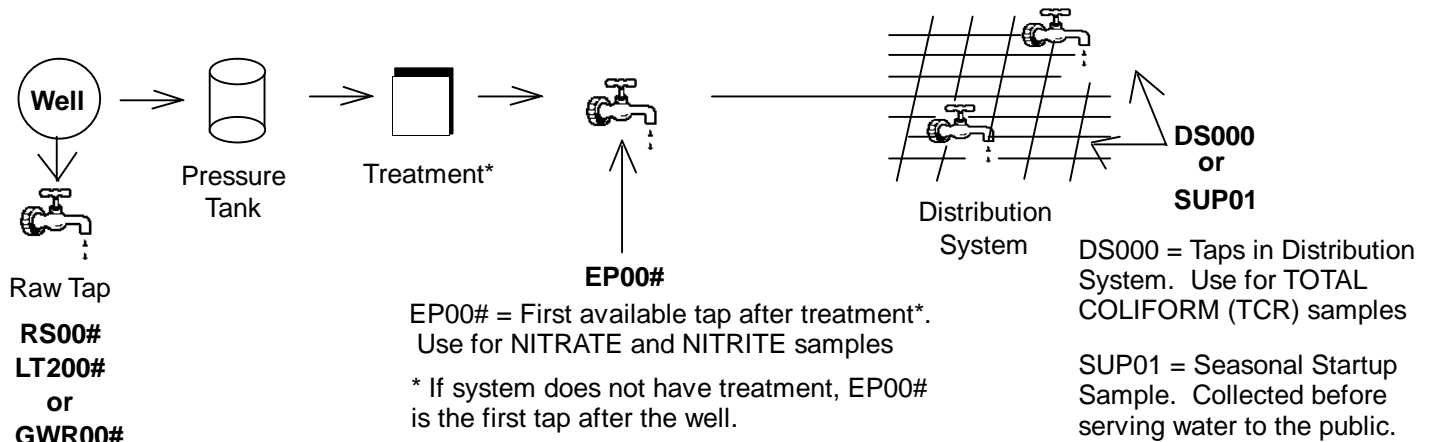 Well
Pressure
Tank
Treatment*
Raw Tap
RS00#
LT200#
or
GWR00#
EP00#
EP00# = First available tap after treatment*.
Use for NITRATE and NITRITE samples
* If system does not have treatment, EP00#
is the first tap after the well.
Distribution
System
DS000
or
SUP01
DS000 = Taps in Distribution
System. Use for TOTAL
COLIFORM (TCR) samples
SUP01 = Seasonal Startup
Sample. Collected before
serving water to the public.